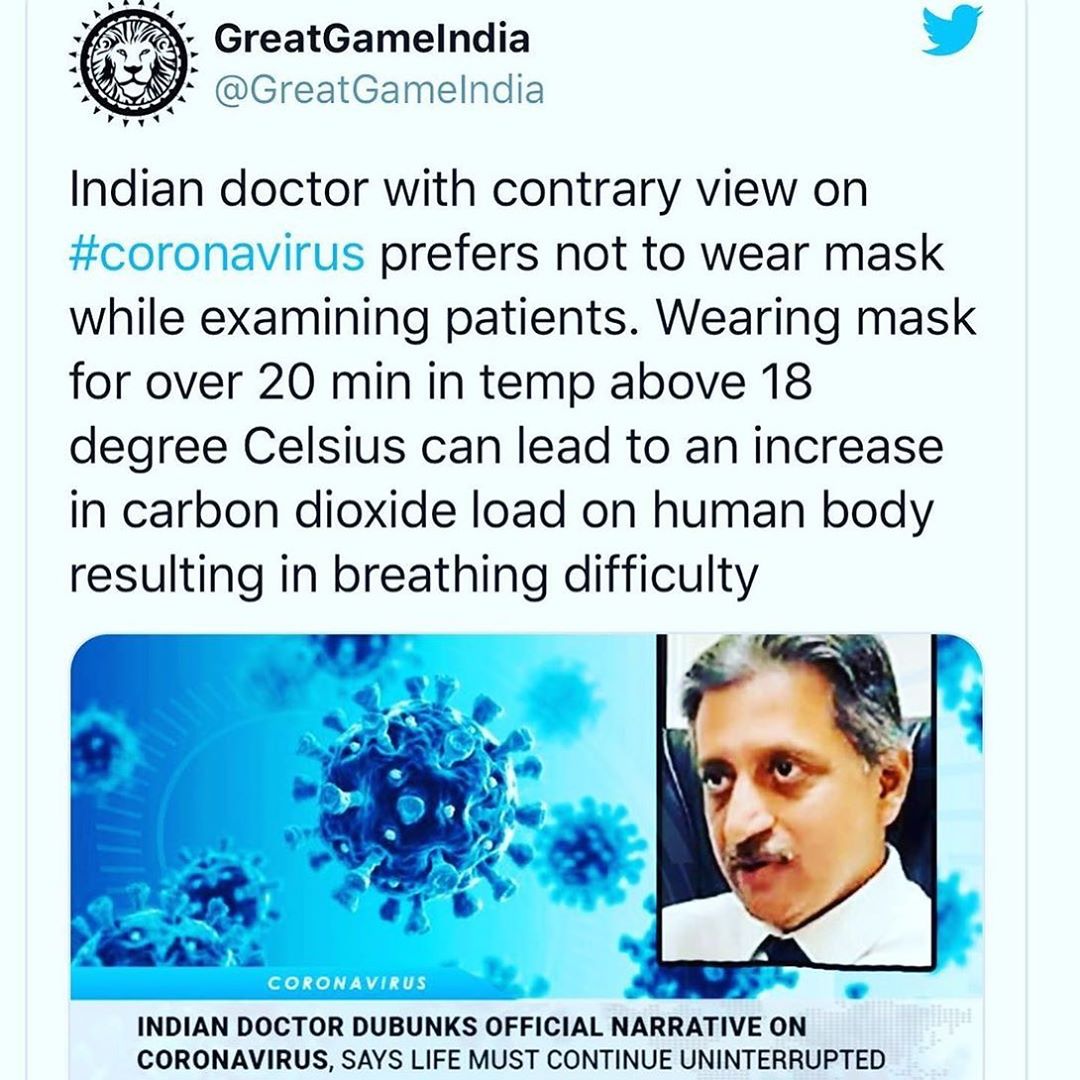 GreatGameIndia
@GreatGameIndia
Indian doctor with contrary view on
#coronavirus prefers not to wear mask
while examining patients. Wearing mask
for over 20 min in temp above 18
degree Celsius can lead to an increase
in carbon dioxide load on human body
resulting in breathing difficulty
CORONAVIRUS
INDIAN DOCTOR DUBUNKS OFFICIAL NARRATIVE ON
CORONAVIRUS, SAYS LIFE MUST CONTINUE UNINTERRUPTED